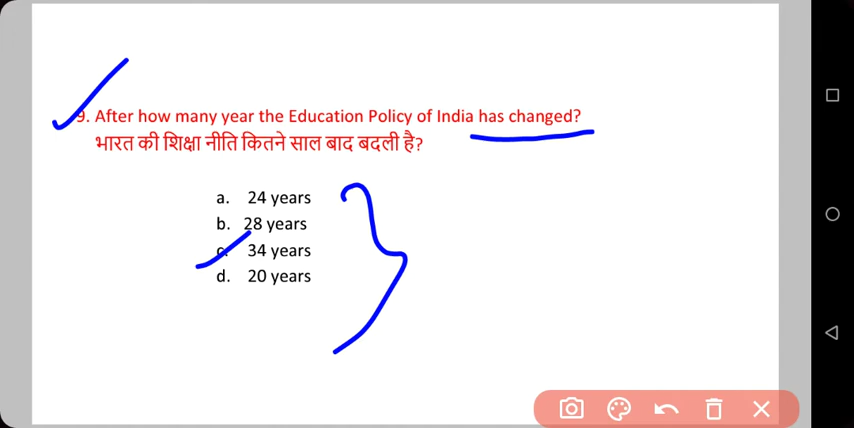 9. After how many year the Education Policy of India has changed?
भारत की शिक्षा नीति कितने साल बाद बदली है?
a. 24 years
b. 28 years
c. 34 years
d. 20 years